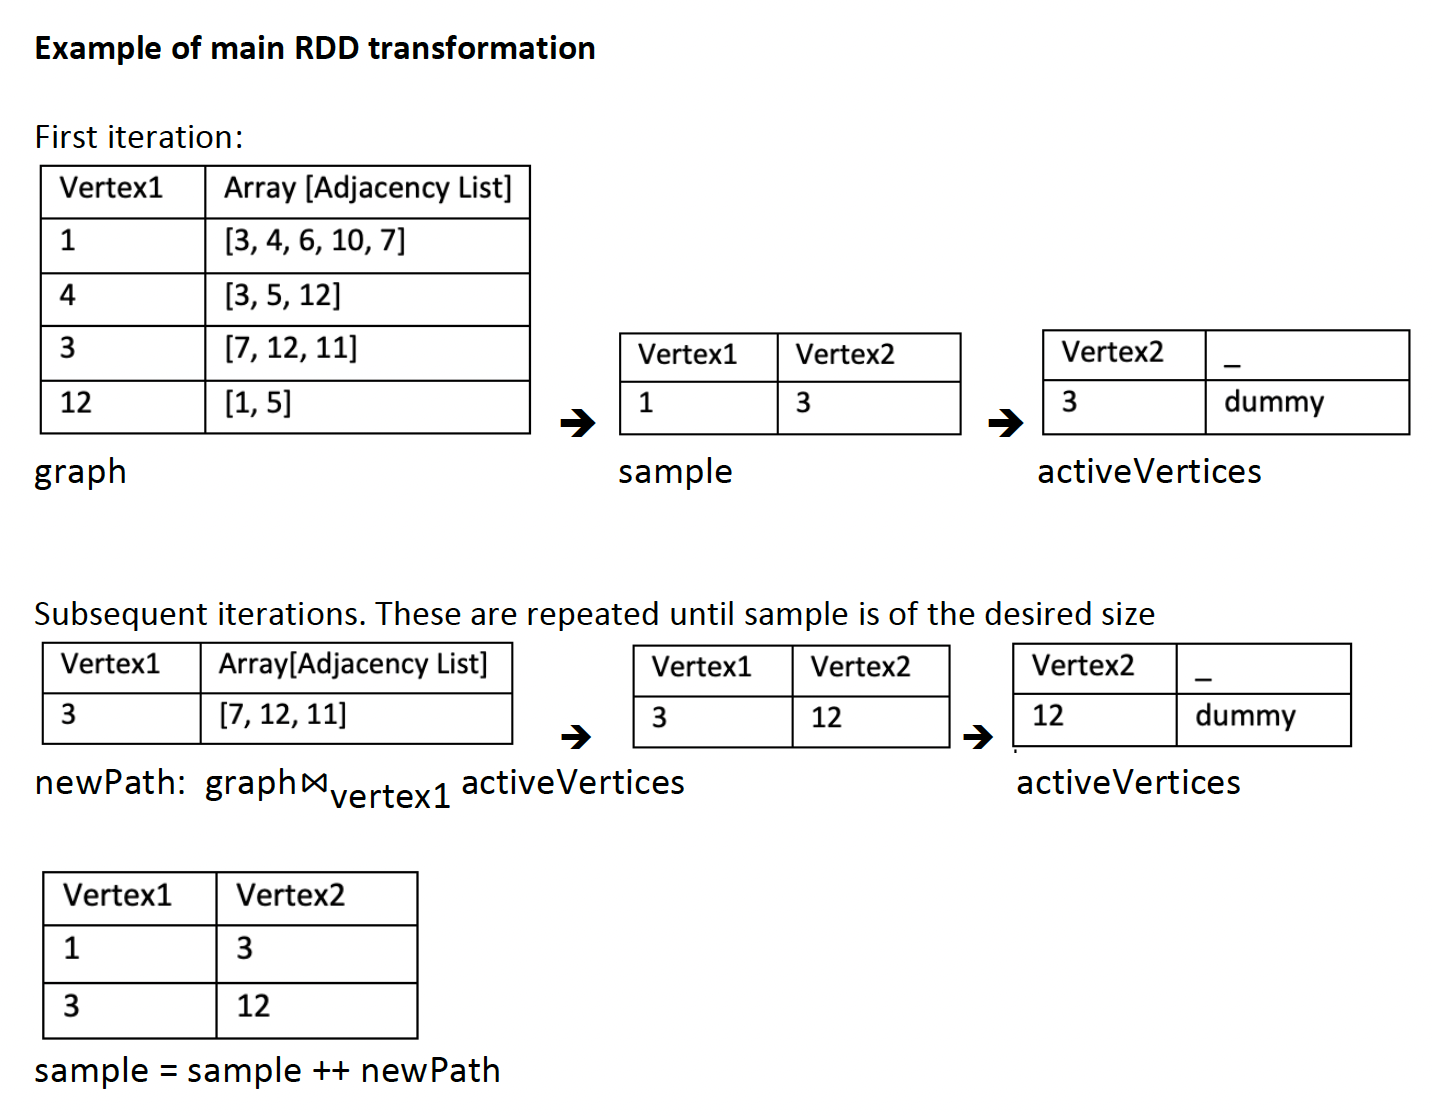 Example of main RDD transformation
First iteration:
Vertex1 Array [Adjacency List]
1 [3, 4, 6, 10, 7]
4 [3, 5, 12]
3 [7, 12, 11]
12 [1, 5]
graph
Vertex1 Vertex2
1 3
sample
Vertex2 _
3 dummy
activeVertices
Subsequent iterations. These are repeated until sample is of the desired size
Vertex1 Array[Adjacency List]
3 [7, 12, 11]
Vertex1 Vertex2
3 12
newPath: graph⋈vertex1 activeVertices
Vertex2 _
12 dummy
activeVertices
Vertex1 Vertex2
1 3
3 12
sample = sample ++ newPath